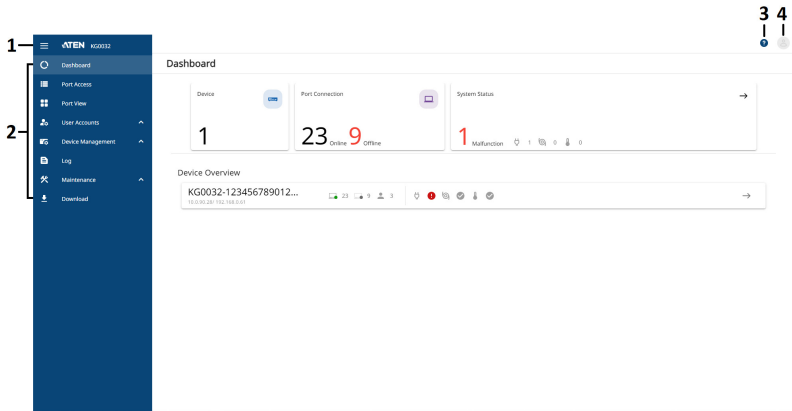 3 4
1 ATEN KG0032
Dashboard
Dashboard
Port Access
Port View
2
User Accounts
Device Management
Log
Maintenance
Download
Device
1
Port Connection
23 Online 9 Offline
System Status
1 Malfunction 1 0 0
Device Overview
KG0032-123456789012...
23 9 3